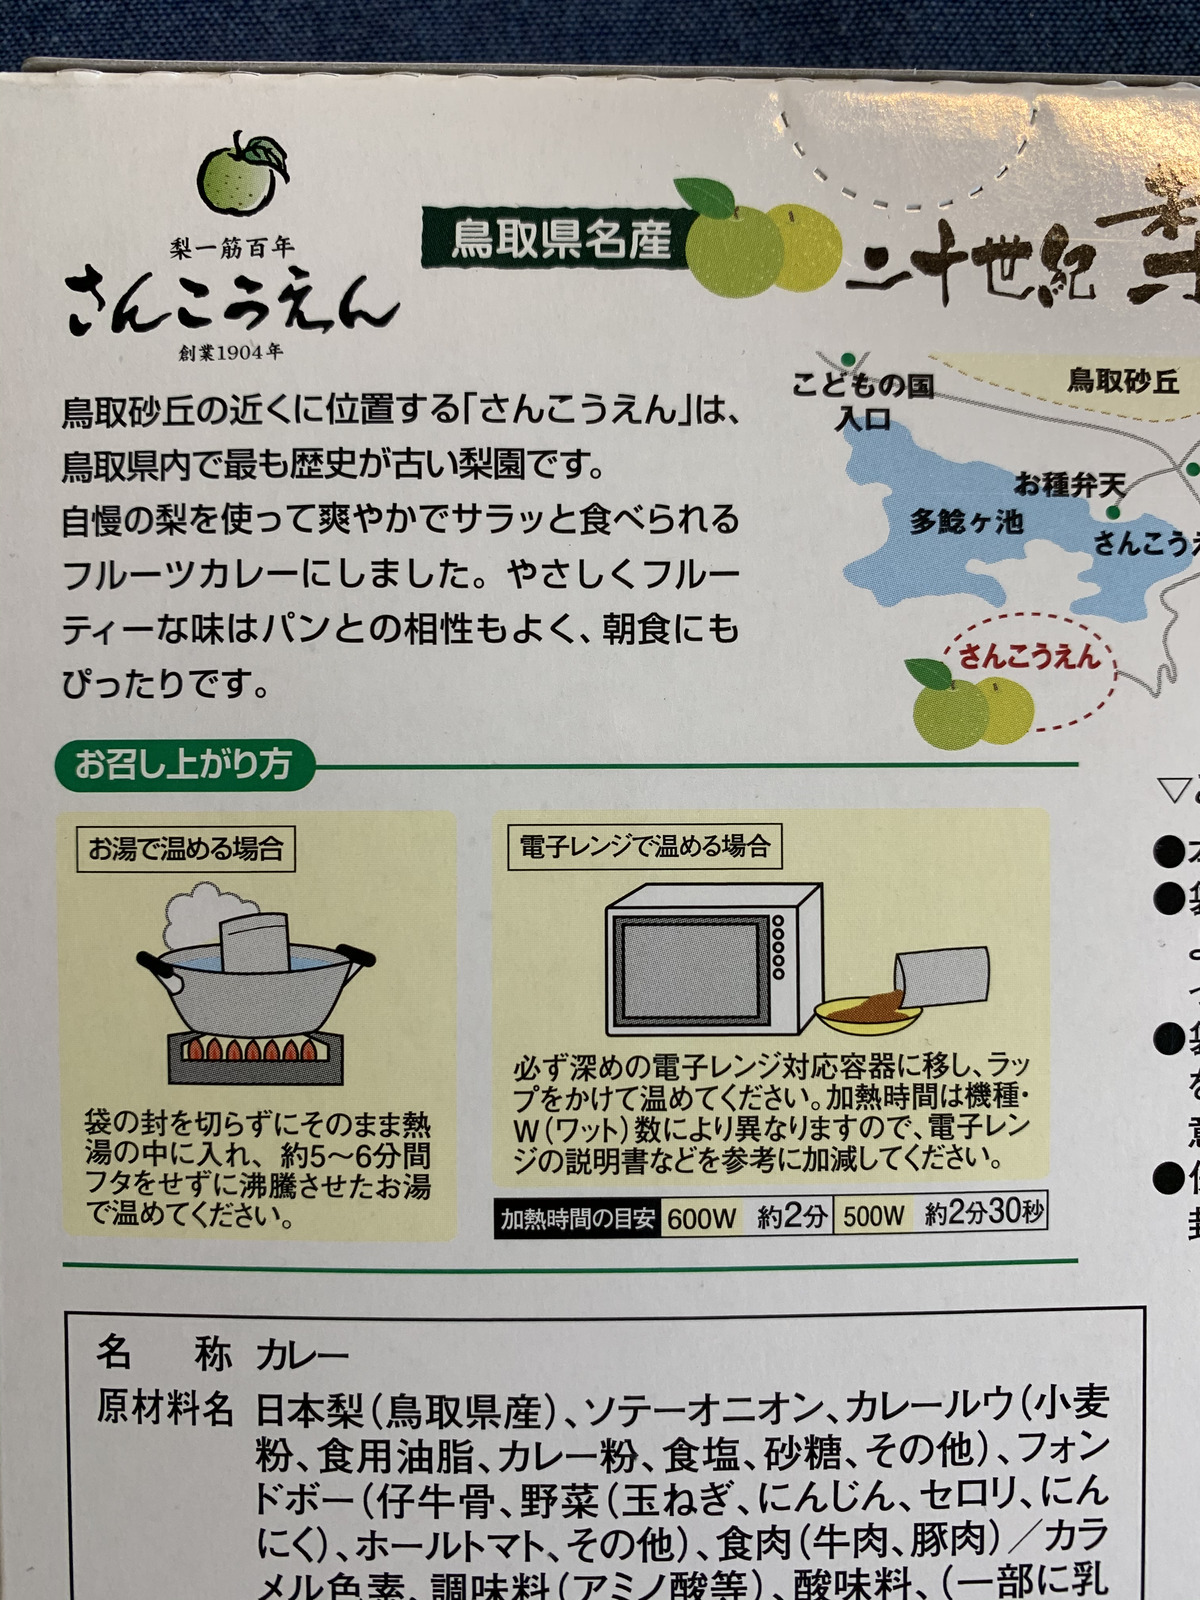 梨一筋百年
さんこうえん
創業1904年
鳥取県名産
二十世紀梨
鳥取砂丘の近くに位置する「さんこうえん」は、
鳥取県内で最も歴史が古い梨園です。
自慢の梨を使って爽やかでサラッと食べられる
フルーツカレーにしました。やさしくフルー
ティーな味はパンとの相性もよく、朝食にも
ぴったりです。
こどもの国
入口
鳥取砂丘
お種弁天
多鯰ヶ池
さんこうえ
さんこうえん
お召し上がり方
お湯で温める場合
袋の封を切らずにそのまま熱
湯の中に入れ、約5〜6分間
フタをせずに沸騰させたお湯
で温めてください。
電子レンジで温める場合
必ず深めの電子レンジ対応容器に移し、ラッ
プをかけて温めてください。加熱時間は機種・
W(ワット)数により異なりますので、電子レン
ジの説明書などを参考に加減してください。
加熱時間の目安 600W 約2分 500W 約2分30秒
名称 カレー
原材料名 日本梨(鳥取県産)、ソテーオニオン、カレールウ(小麦
粉、食用油脂、カレー粉、食塩、砂糖、その他)、フォン
ドボー(仔牛骨、野菜(玉ねぎ、にんじん、セロリ、にん
にく)、ホールトマト、その他)、食肉(牛肉、豚肉)／カラ
メル色素、調味料(アミノ酸等)、酸味料、(一部に乳